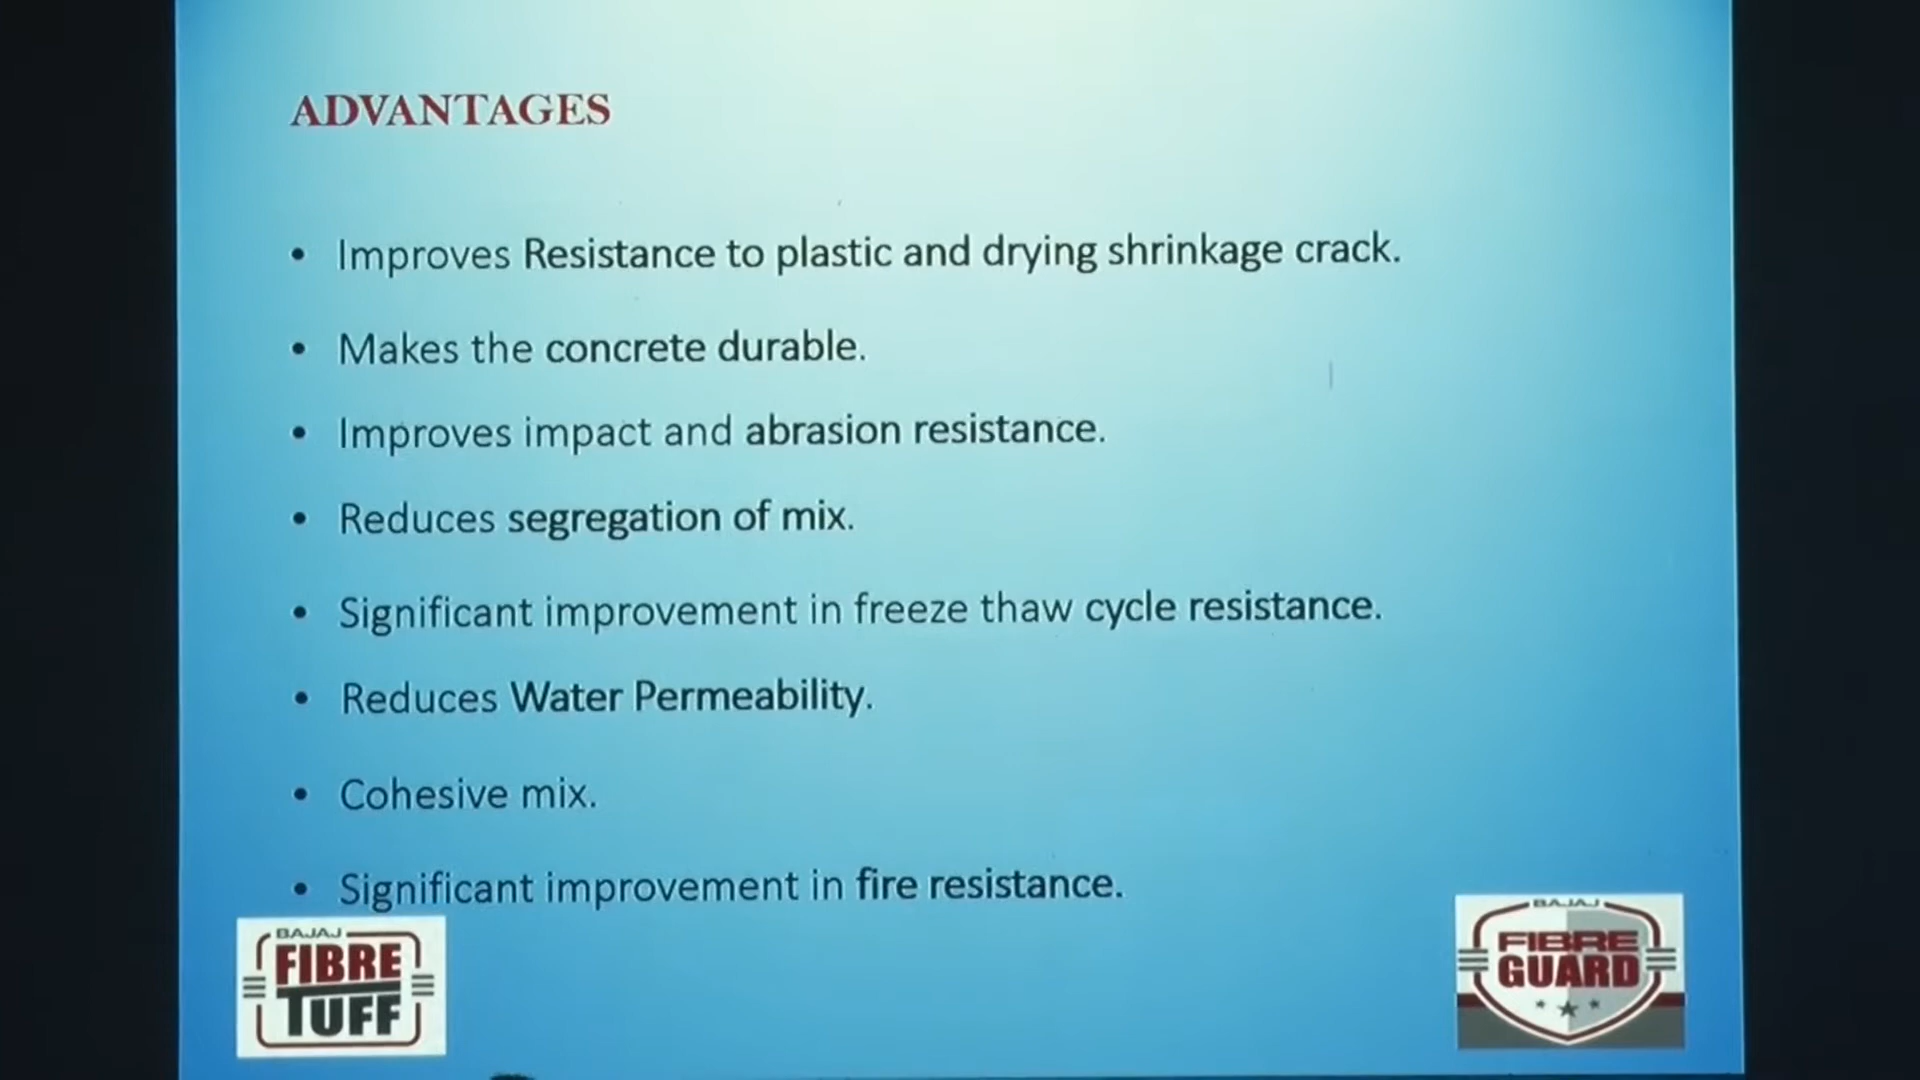 ADVANTAGES
• Improves Resistance to plastic and drying shrinkage crack.
• Makes the concrete durable.
• Improves impact and abrasion resistance.
• Reduces segregation of mix.
• Significant improvement in freeze thaw cycle resistance.
• Reduces Water Permeability.
• Cohesive mix.
• Significant improvement in fire resistance.
BAJAJ
FIBRE
TUFF
BAJAJ
FIBRE
GUARD